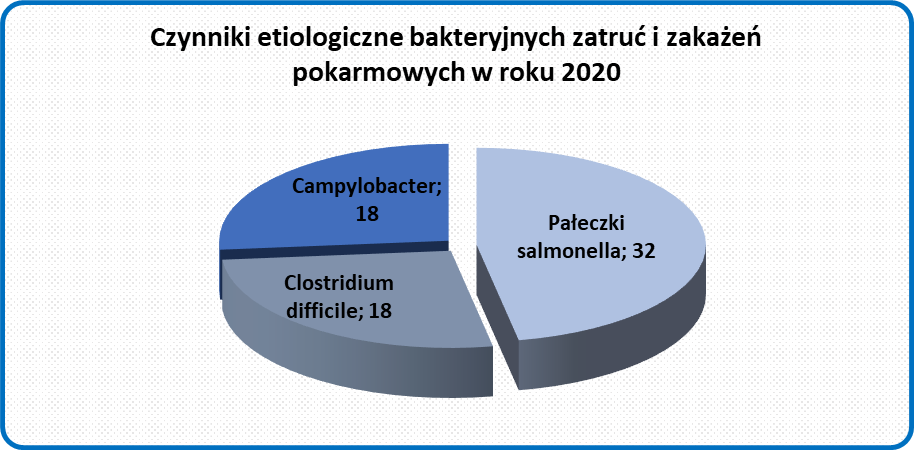 Czynniki etiologiczne bakteryjnych zatruć i zakażeń
pokarmowych w roku 2020
Campylobacter;
18
Pałeczki
salmonella; 32
Clostridium
difficile; 18